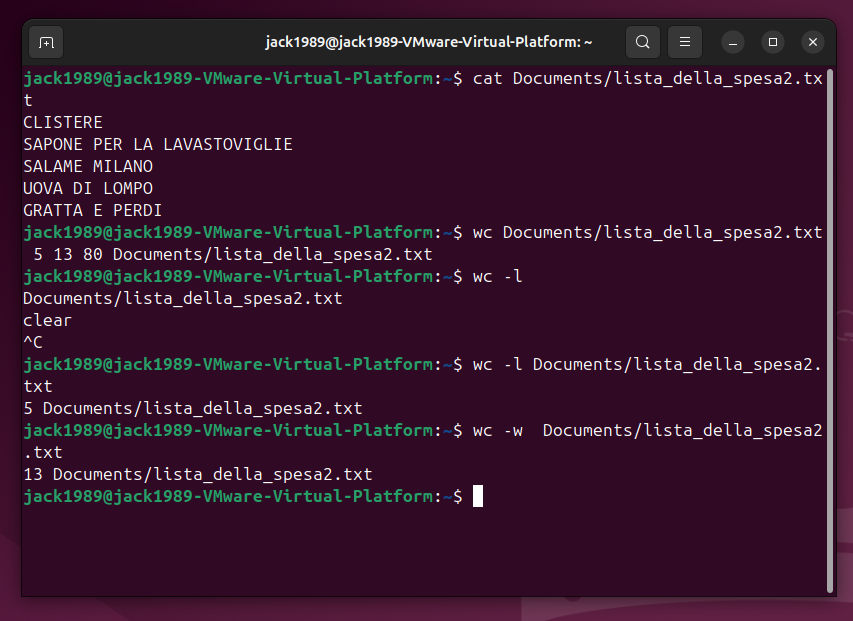 jack1989@jack1989-VMware-Virtual-Platform: ~
jack1989@jack1989-VMware-Virtual-Platform:~$ cat Documents/lista_della_spesa2.tx
t
CLISTERE
SAPONE PER LA LAVASTOVIGLIE
SALAME MILANO
UOVA DI LOMPO
GRATTA E PERDI
jack1989@jack1989-VMware-Virtual-Platform:~$ wc Documents/lista_della_spesa2.txt
 5 13 80 Documents/lista_della_spesa2.txt
jack1989@jack1989-VMware-Virtual-Platform:~$ wc -l
Documents/lista_della_spesa2.txt
clear
^C
jack1989@jack1989-VMware-Virtual-Platform:~$ wc -l Documents/lista_della_spesa2.
txt
5 Documents/lista_della_spesa2.txt
jack1989@jack1989-VMware-Virtual-Platform:~$ wc -w  Documents/lista_della_spesa2
.txt
13 Documents/lista_della_spesa2.txt
jack1989@jack1989-VMware-Virtual-Platform:~$